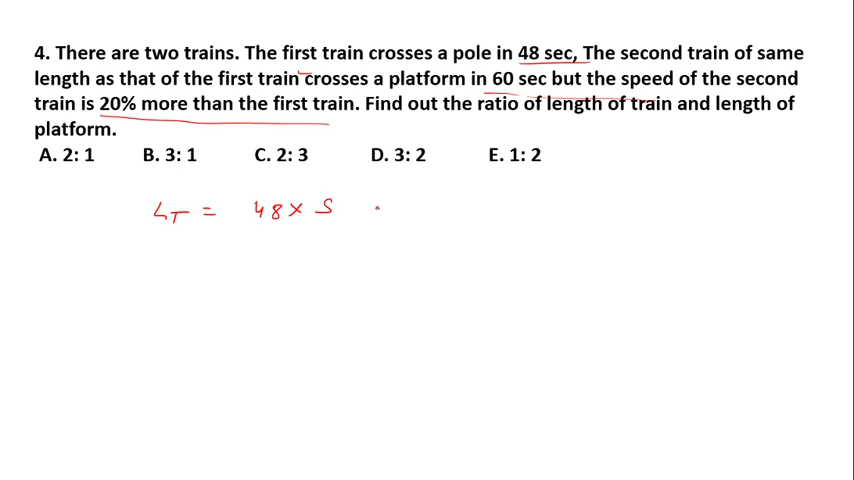 4. There are two trains. The first train crosses a pole in 48 sec, The second train of same
length as that of the first train crosses a platform in 60 sec but the speed of the second
train is 20% more than the first train. Find out the ratio of length of train and length of
platform.
A. 2: 1 B. 3: 1 C. 2: 3 D. 3: 2 E. 1: 2
L_T = 48 × S